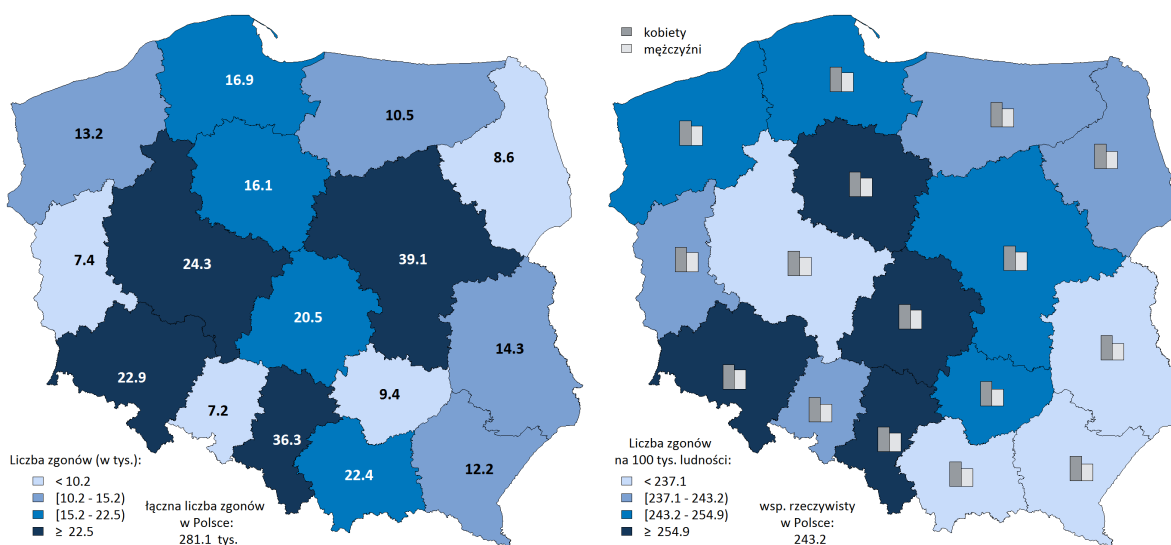 16.9
13.2
10.5
8.6
16.1
7.4
24.3
39.1
20.5
14.3
22.9
7.2
9.4
36.3
22.4
12.2
Liczba zgonów (w tys.):
< 10.2
[10.2 - 15.2)
[15.2 - 22.5)
≥ 22.5
łączna liczba zgonów
w Polsce:
281.1 tys.
kobiety
mężczyźni
Liczba zgonów
na 100 tys. ludności:
< 237.1
[237.1 - 243.2)
[243.2 - 254.9)
≥ 254.9
wsp. rzeczywisty
w Polsce:
243.2